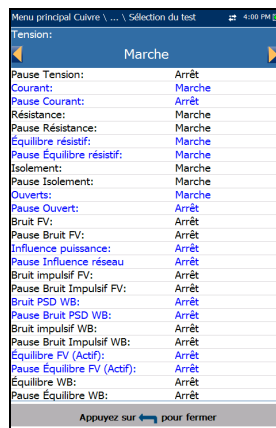 Menu principal Cuivre \ ... \ Sélection du test 4:00 PM
Tension:
Marche
Pause Tension: Arrêt
Courant: Marche
Pause Courant: Arrêt
Résistance: Marche
Pause Résistance: Marche
Équilibre résistif: Marche
Pause Équilibre résistif: Marche
Isolement: Marche
Pause Isolement: Marche
Ouverts: Marche
Pause Ouvert: Arrêt
Bruit FV: Arrêt
Pause Bruit FV: Arrêt
Influence puissance: Arrêt
Pause Influence réseau Arrêt
Bruit impulsif FV: Arrêt
Pause Bruit Impulsif FV: Arrêt
Bruit PSD WB: Arrêt
Pause Bruit PSD WB: Arrêt
Bruit impulsif WB: Arrêt
Pause Bruit Impulsif WB: Arrêt
Équilibre FV (Actif): Arrêt
Pause Équilibre FV (Actif): Arrêt
Équilibre WB: Arrêt
Pause Équilibre WB: Arrêt
Appuyez sur pour fermer